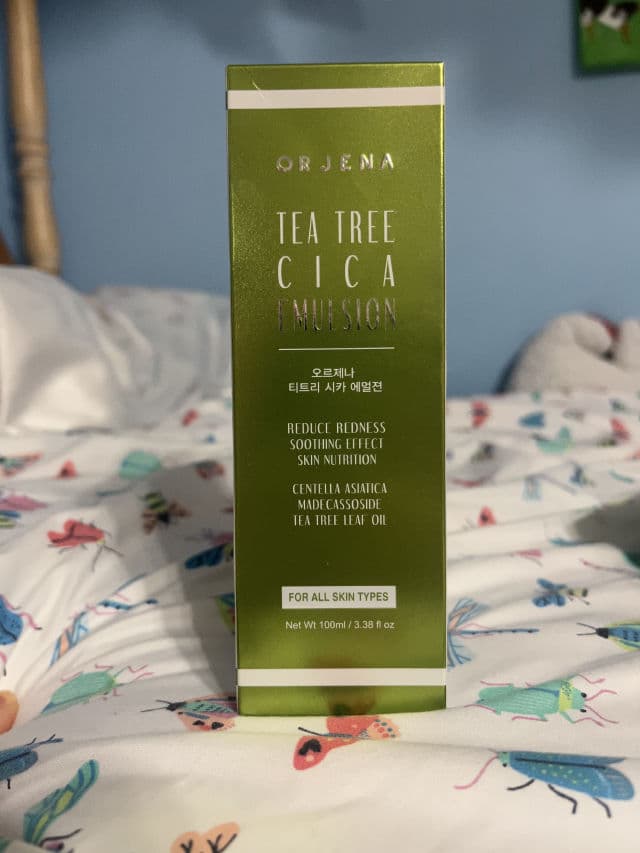 ORJENA
TEA TREE
CICA
EMULSION
오르제나
티트리 시카 에멀젼
REDUCE REDNESS
SOOTHING EFFECT
SKIN NUTRITION
CENTELLA ASIATICA
MADECASSOSIDE
TEA TREE LEAF OIL
FOR ALL SKIN TYPES
Net Wt 100ml / 3.38 fl oz